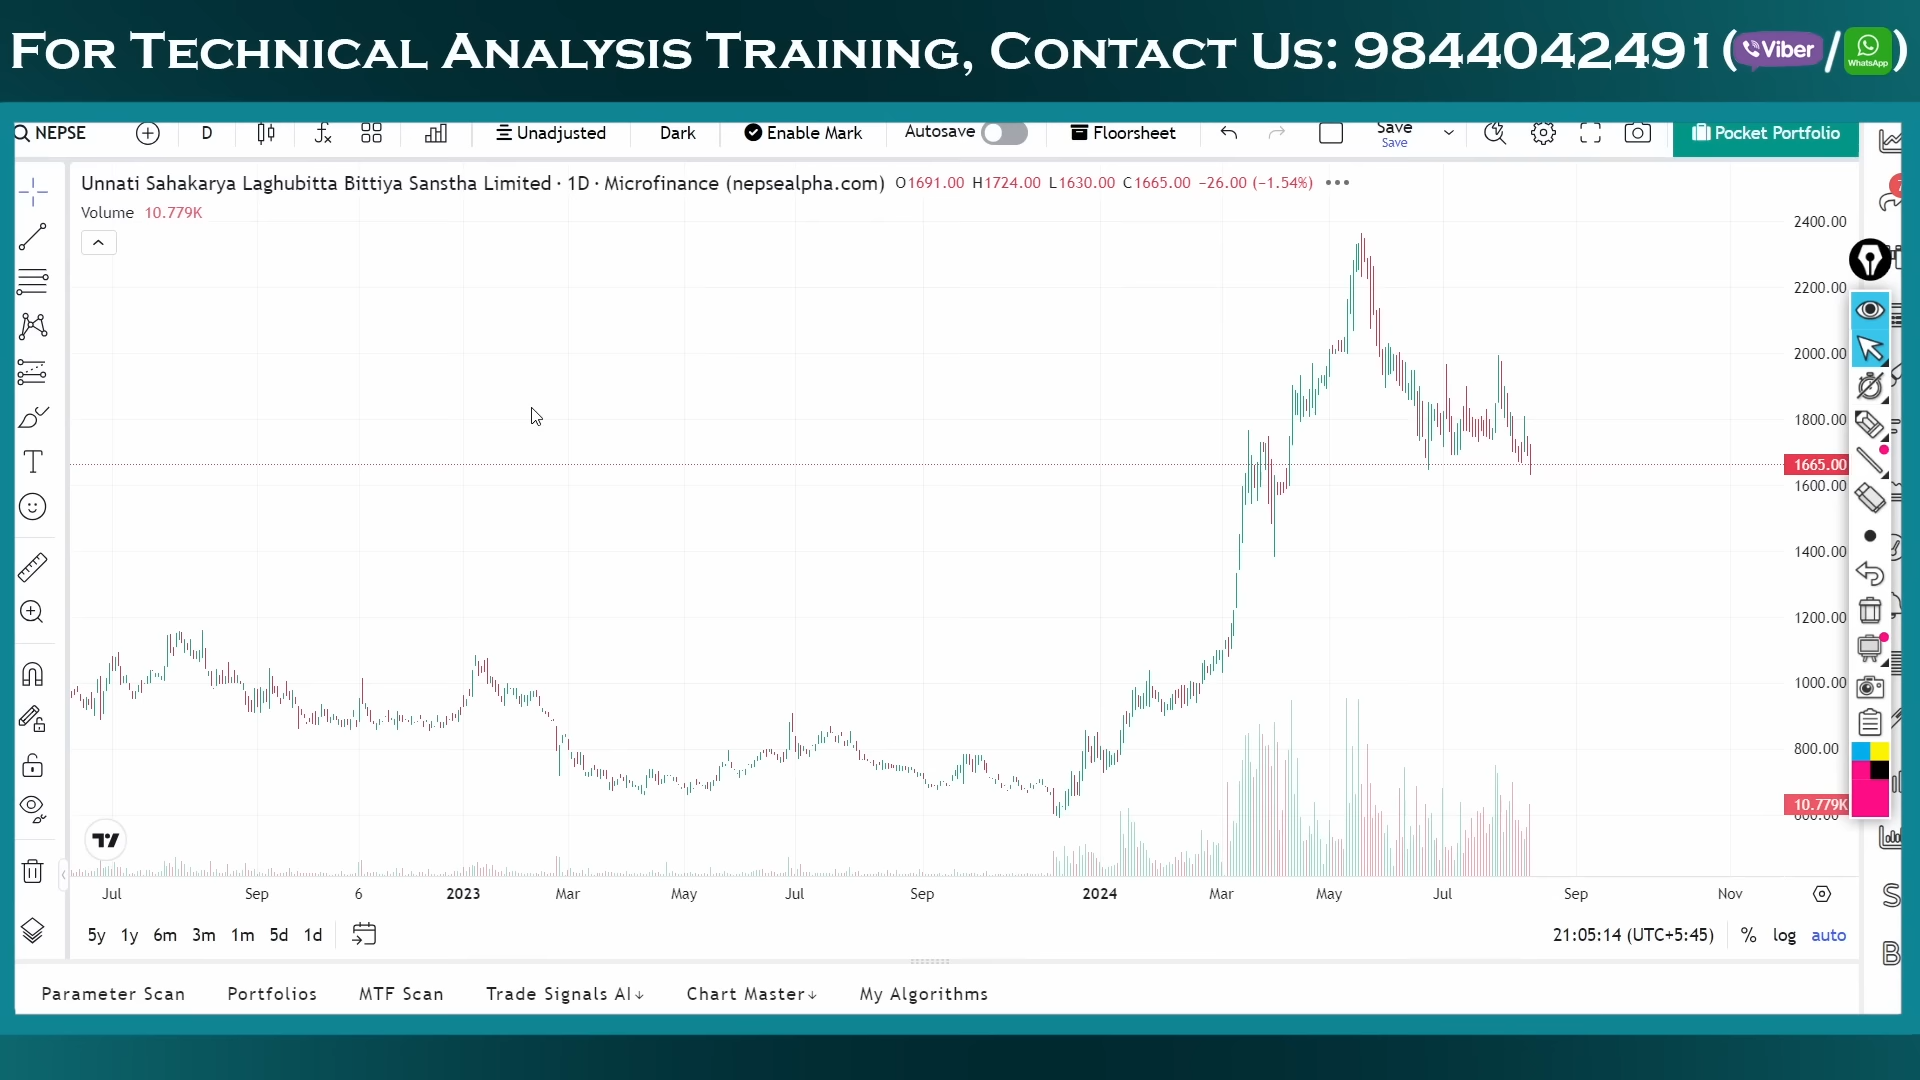 For Technical Analysis Training, Contact Us: 9844042491(Viber/WhatsApp)
NEPSE D Unadjusted Dark Enable Mark Autosave Floorsheet Save Pocket Portfolio
Save
Unnati Sahakarya Laghubitta Bittiya Sanstha Limited · 1D · Microfinance (nepsealpha.com) O1691.00 H1724.00 L1630.00 C1665.00 −26.00 (−1.54%)
Volume 10.779K
2400.00
2200.00
2000.00
1800.00
1665.00
1600.00
1400.00
1200.00
1000.00
800.00
10.779K
600.00
Jul Sep 6 2023 Mar May Jul Sep 2024 Mar May Jul Sep Nov
5y 1y 6m 3m 1m 5d 1d 21:05:14 (UTC+5:45) % log auto
Parameter Scan Portfolios MTF Scan Trade Signals AI↓ Chart Master↓ My Algorithms